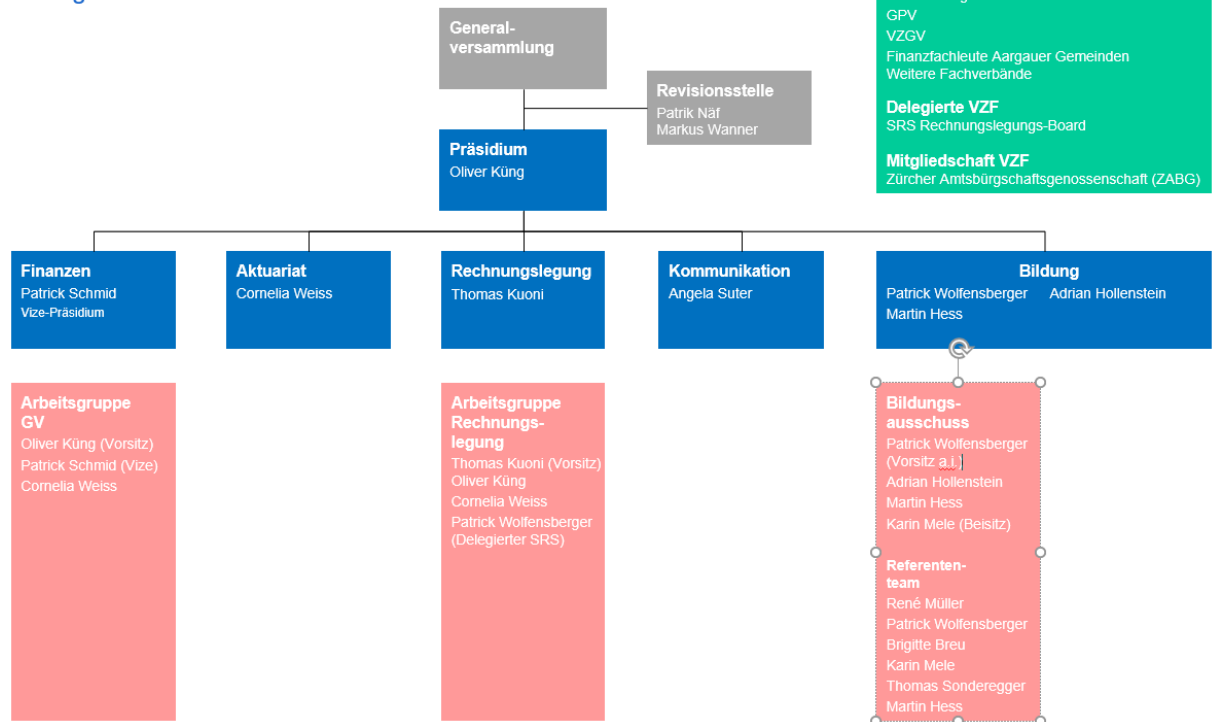 General-
versammlung
GPV
VZGV
Finanzfachleute Aargauer Gemeinden
Weitere Fachverbände
Delegierte VZF
SRS Rechnungslegungs-Board
Mitgliedschaft VZF
Zürcher Amtsbürgschaftsgenossenschaft (ZABG)
Revisionsstelle
Patrik Näf
Markus Wanner
Präsidium
Oliver Küng
Finanzen
Patrick Schmid
Vize-Präsidium
Aktuariat
Cornelia Weiss
Rechnungslegung
Thomas Kuoni
Kommunikation
Angela Suter
Bildung
Patrick Wolfensberger Adrian Hollenstein
Martin Hess
Arbeitsgruppe
GV
Oliver Küng (Vorsitz)
Patrick Schmid (Vize)
Cornelia Weiss
Arbeitsgruppe
Rechnungs-
legung
Thomas Kuoni (Vorsitz)
Oliver Küng
Cornelia Weiss
Patrick Wolfensberger
(Delegierter SRS)
Bildungs-
ausschuss
Patrick Wolfensberger
(Vorsitz a.i.)
Adrian Hollenstein
Martin Hess
Karin Mele (Beisitz)
Referenten-
team
René Müller
Patrick Wolfensberger
Brigitte Breu
Karin Mele
Thomas Sonderegger
Martin Hess